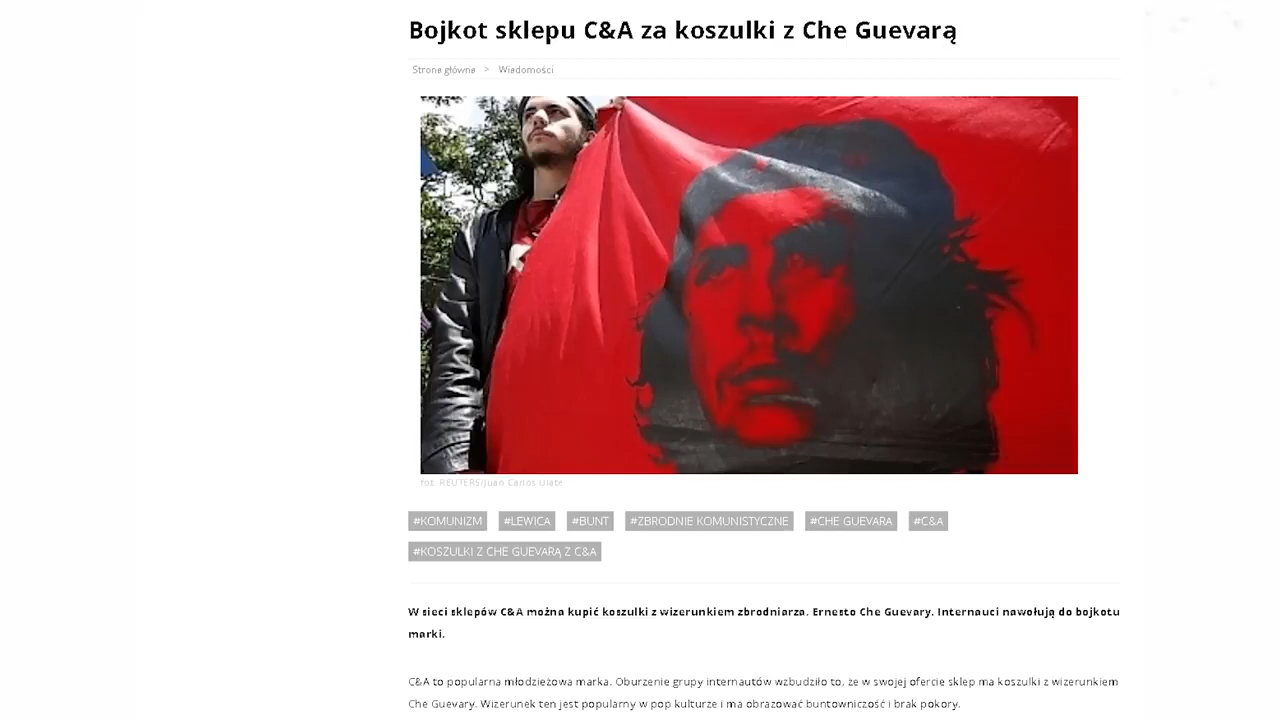 Bojkot sklepu C&A za koszulki z Che Guevarą
Strona główna > Wiadomości
fot. REUTERS/Juan Carlos Ulate
#KOMUNIZM #LEWICA #BUNT #ZBRODNIE KOMUNISTYCZNE #CHE GUEVARA #C&A
#KOSZULKI Z CHE GUEVARĄ Z C&A
W sieci sklepów C&A można kupić koszulki z wizerunkiem zbrodniarza, Ernesto Che Guevary. Internauci nawołują do bojkotu
marki.
C&A to popularna młodzieżowa marka. Oburzenie grupy internautów wzbudziło to, że w swojej ofercie sklep ma koszulki z wizerunkiem
Che Guevary. Wizerunek ten jest popularny w pop kulturze i ma obrazować buntowniczość i brak pokory.